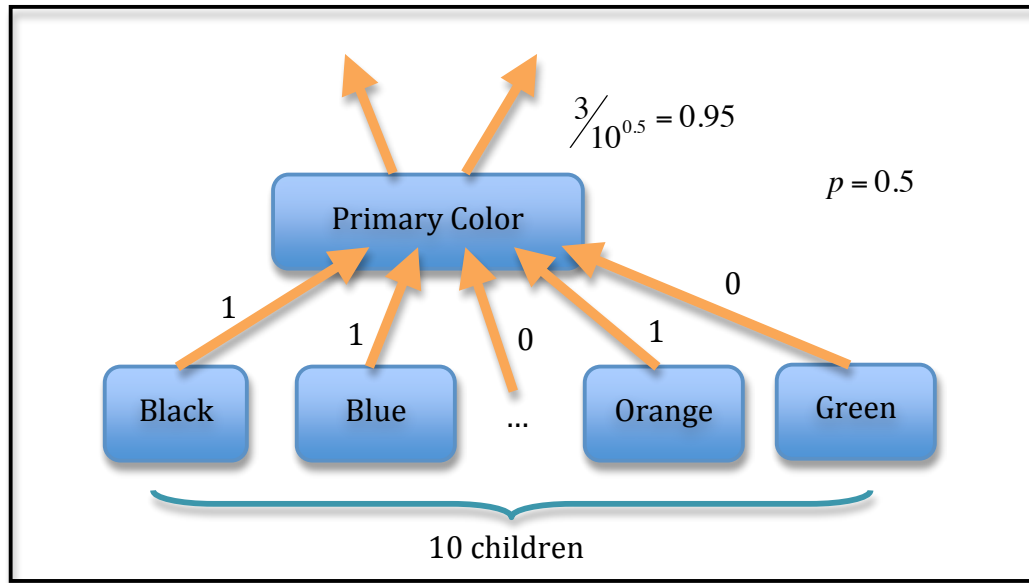 3/10^0.5 = 0.95
p = 0.5
Primary Color
1
1
0
1
0
Black
Blue
...
Orange
Green
10 children